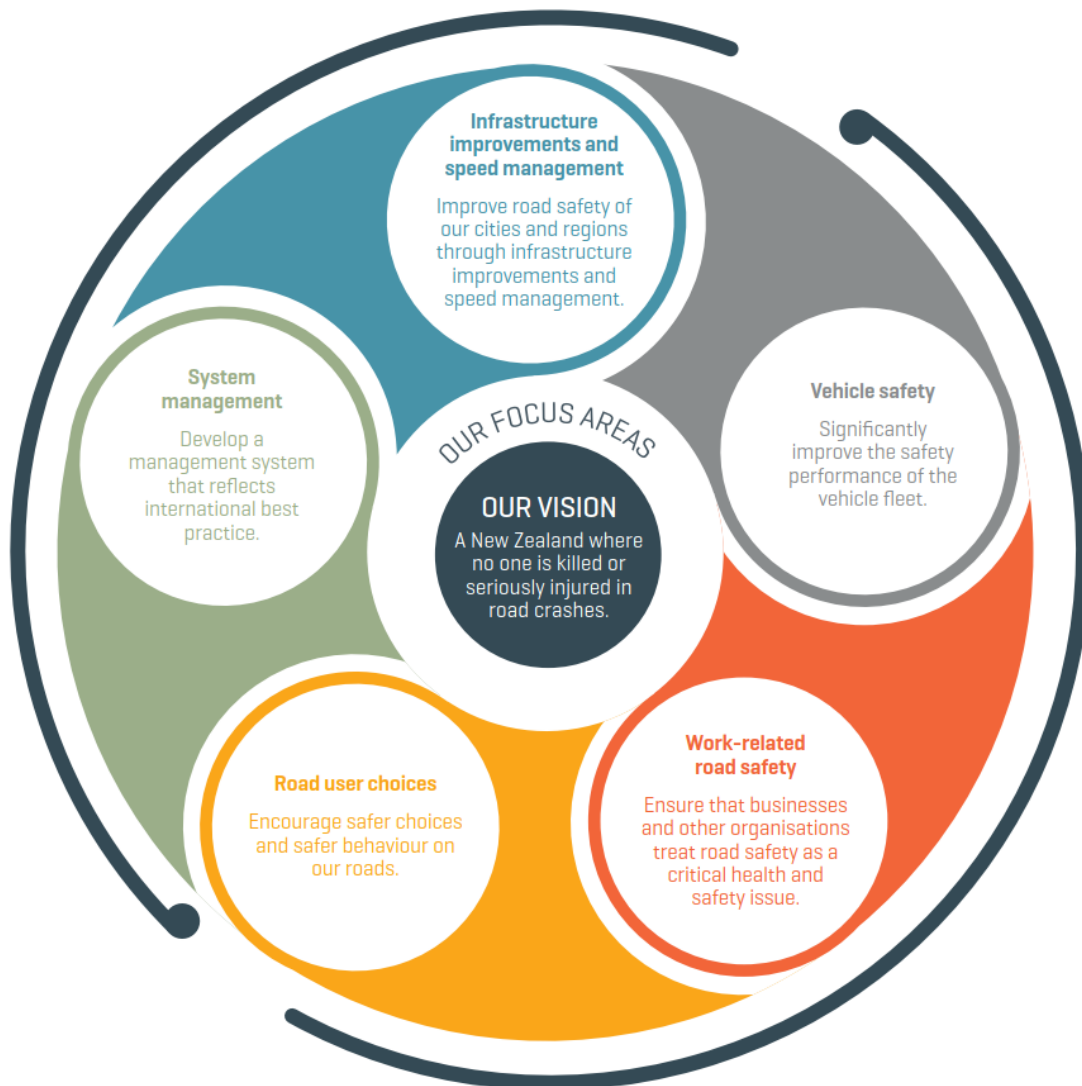 Infrastructure
improvements and
speed management
Improve road safety of
our cities and regions
through infrastructure
improvements and
speed management.
Vehicle safety
Significantly
improve the safety
performance of the
vehicle fleet.
Work-related
road safety
Ensure that businesses
and other organisations
treat road safety as a
critical health and
safety issue.
Road user choices
Encourage safer choices
and safer behaviour on
our roads.
System
management
Develop a
management system
that reflects
international best
practice.
OUR FOCUS AREAS
OUR VISION
A New Zealand where
no one is killed or
seriously injured in
road crashes.